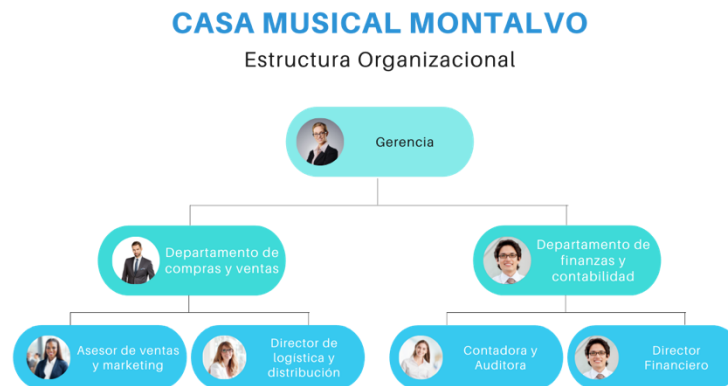 CASA MUSICAL MONTALVO
Estructura Organizacional
Gerencia
Departamento de
compras y ventas
Departamento de
finanzas y
contabilidad
Asesor de ventas
y marketing
Director de
logística y
distribución
Contadora y
Auditora
Director
Financiero